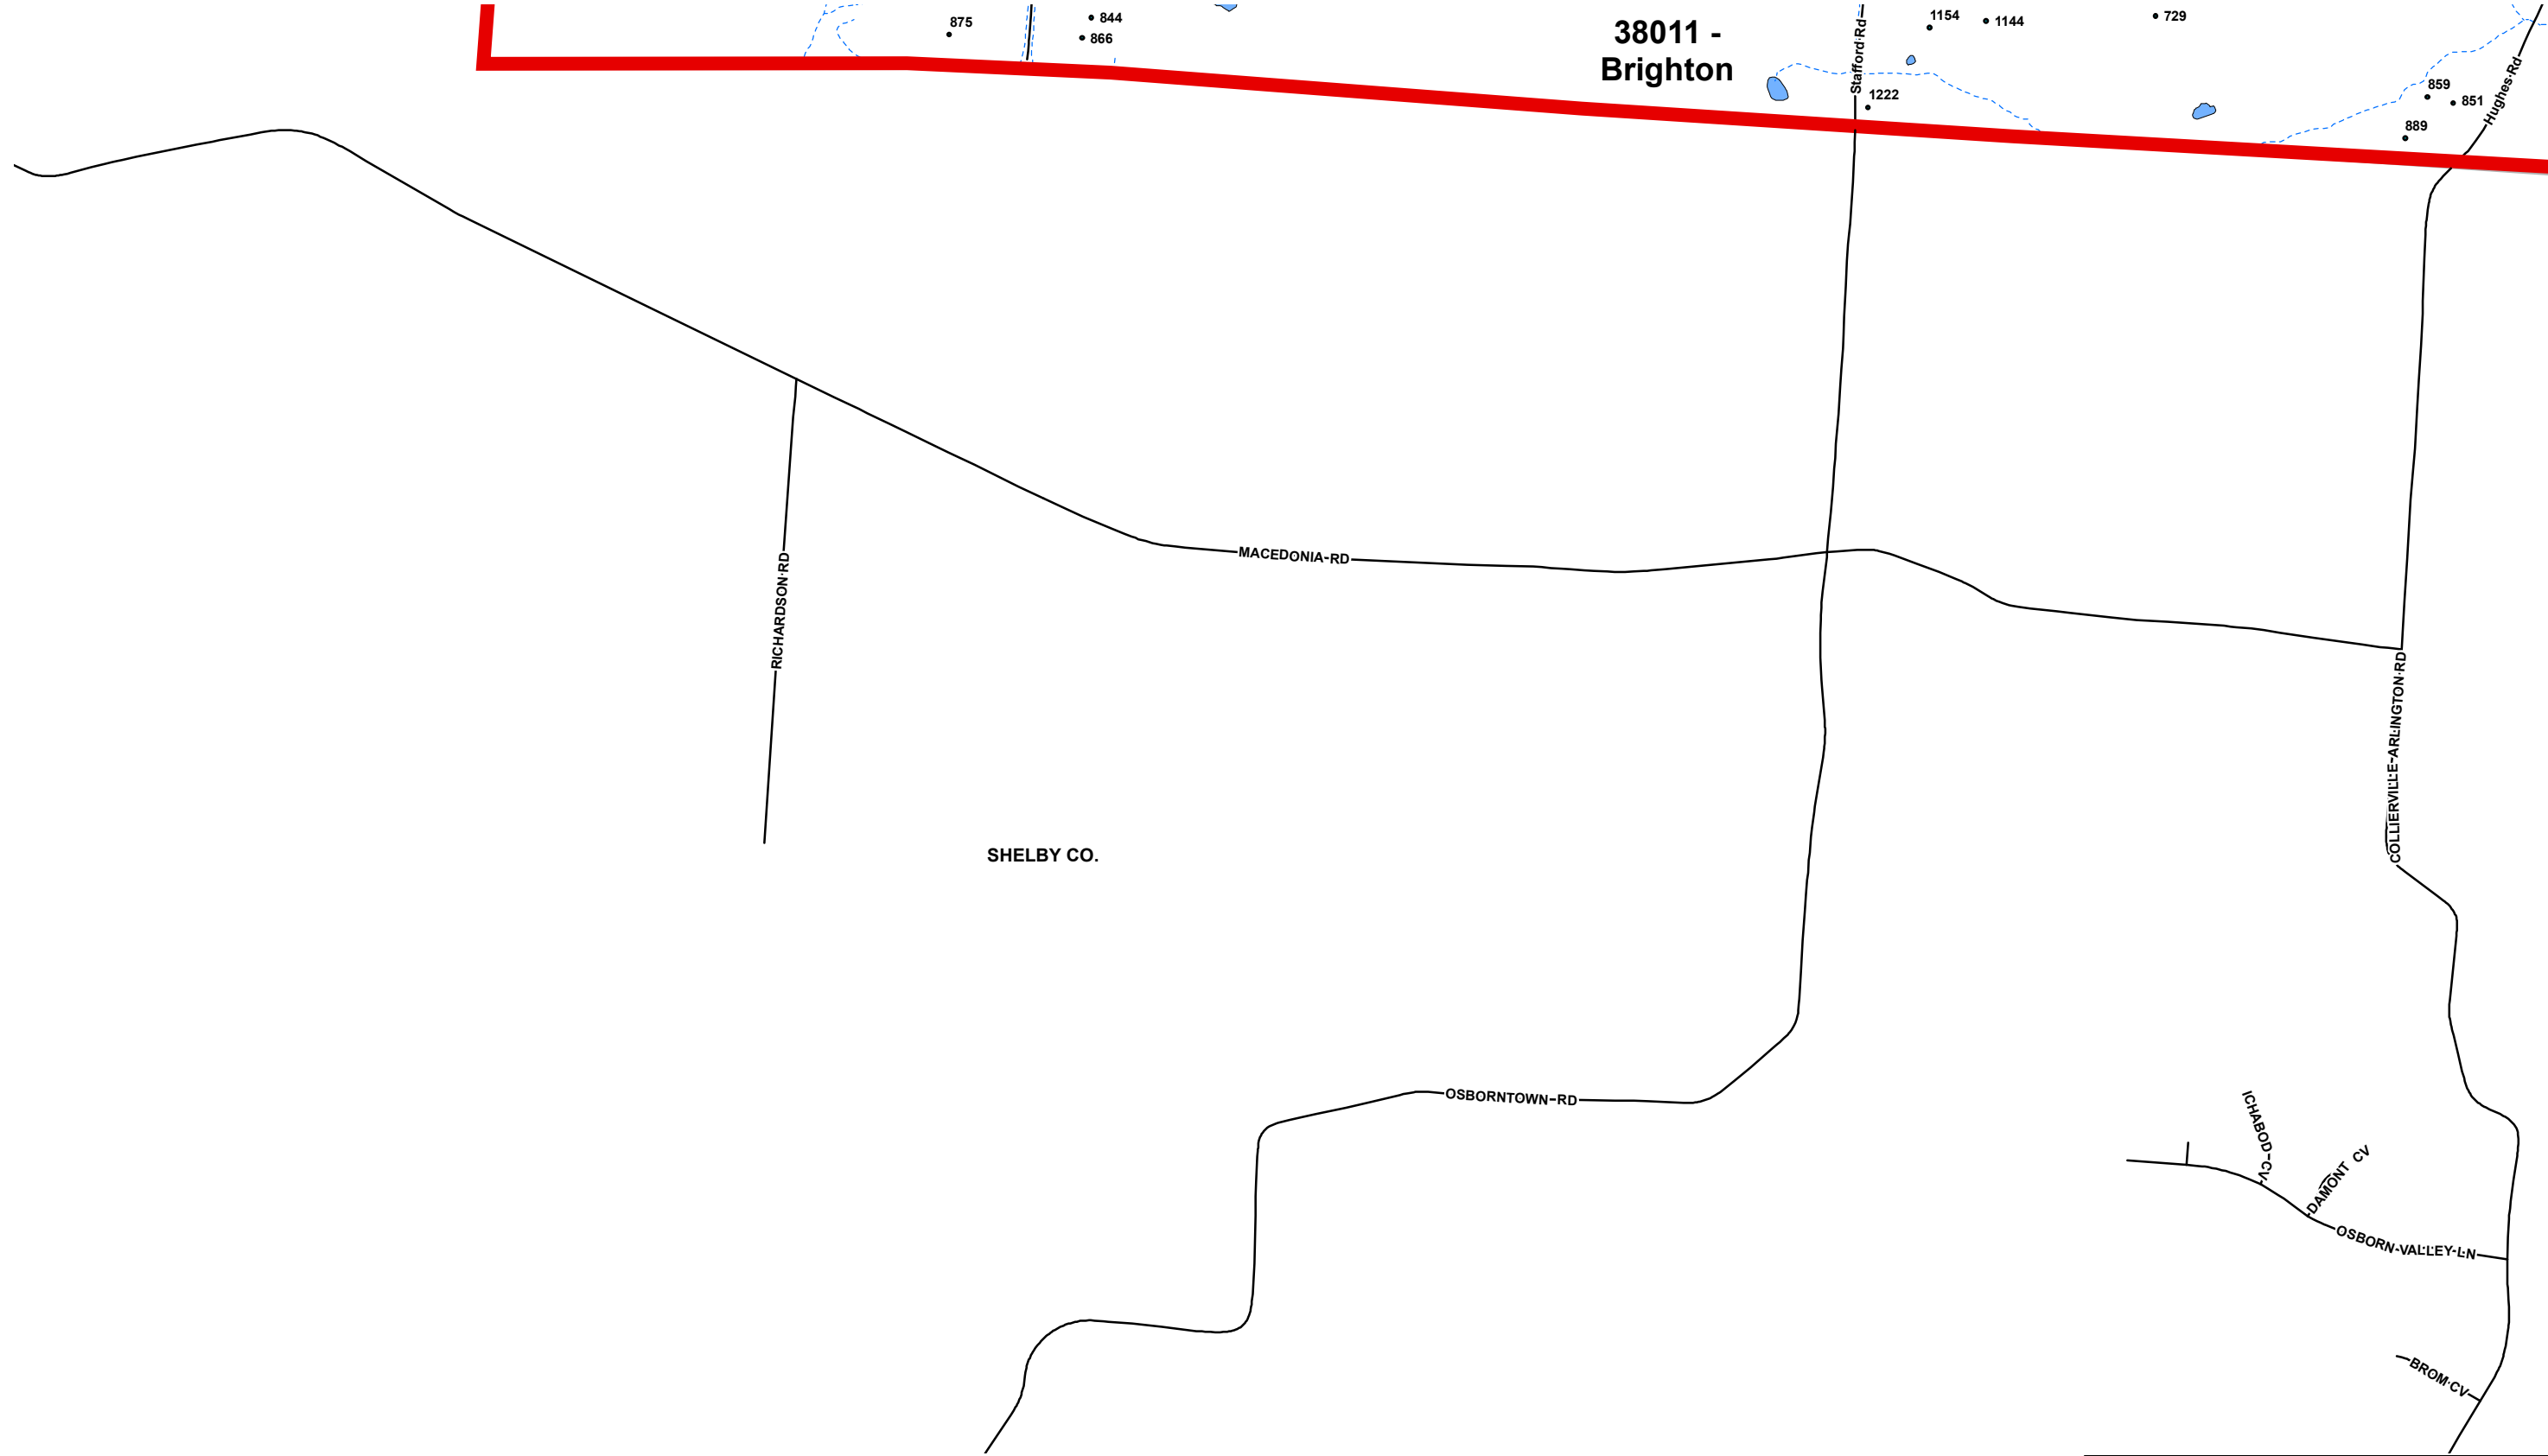 875
844
866
38011 -
Brighton
Stafford Rd
1154
1144
729
1222
859
851
889
Hughes Rd
MACEDONIA RD
RICHARDSON RD
COLLIERVILLE-ARLINGTON RD
SHELBY CO.
OSBORNTOWN RD
ICHABOD CV
DAMONT CV
OSBORN VALLEY LN
BROM CV